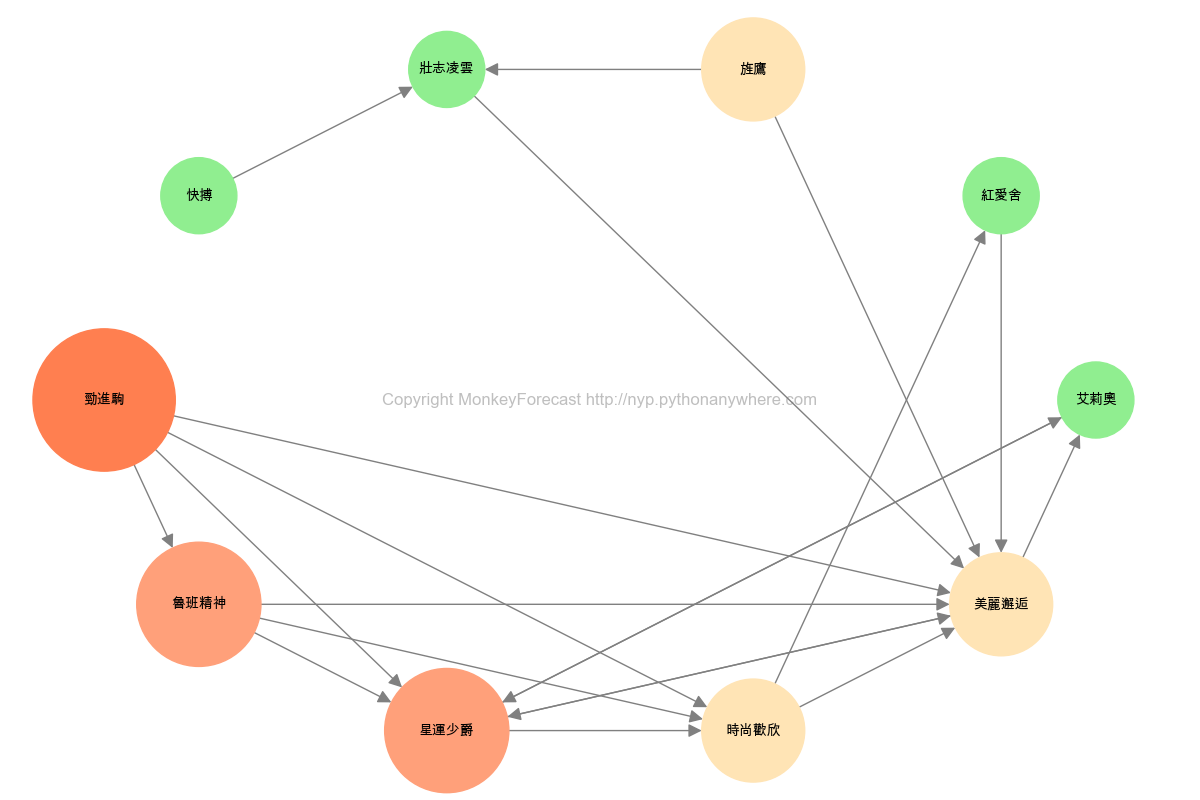 壯志凌雲
旌鷹
快搏
紅愛舍
勁進駒
Copyright MonkeyForecast http://nyp.pythonanywhere.com
艾莉奧
魯班精神
美麗邂逅
星運少爵
時尚歡欣